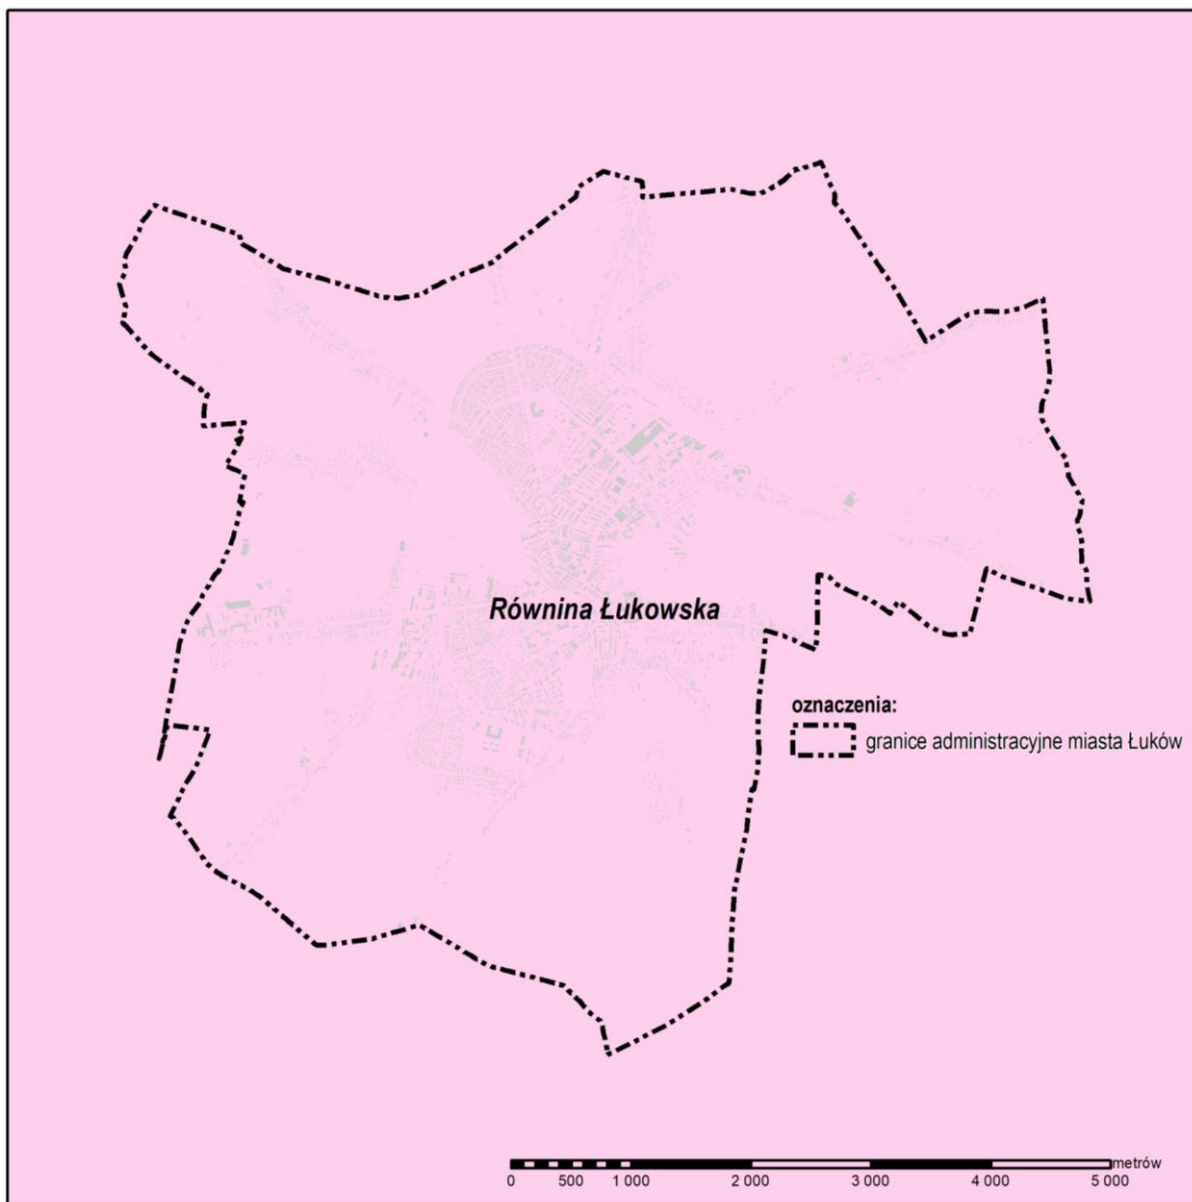 Równina Łukowska
oznaczenia:
granice administracyjne miasta Łuków
metrów
0 500 1 000 2 000 3 000 4 000 5 000